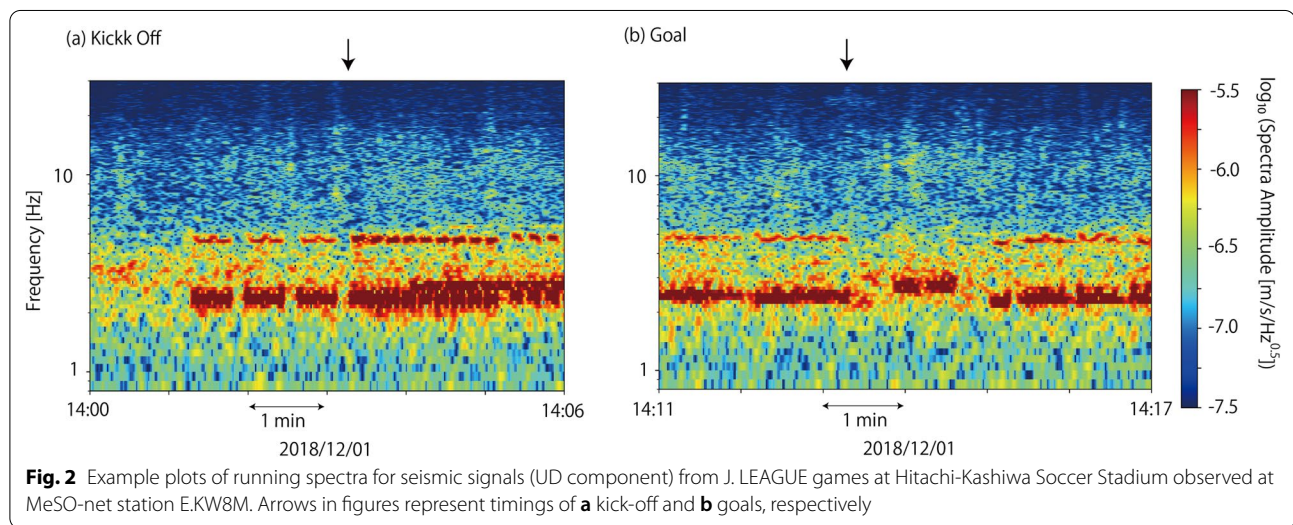 (a) Kickk Off
(b) Goal
Frequency [Hz]
10
1
14:00
14:06
1 min
2018/12/01
10
1
14:11
14:17
1 min
2018/12/01
-5.5
-6.0
-6.5
-7.0
-7.5
log10 (Spectra Amplitude [m/s/Hz0.5])
Fig. 2 Example plots of running spectra for seismic signals (UD component) from J. LEAGUE games at Hitachi-Kashiwa Soccer Stadium observed at
MeSO-net station E.KW8M. Arrows in figures represent timings of a kick-off and b goals, respectively